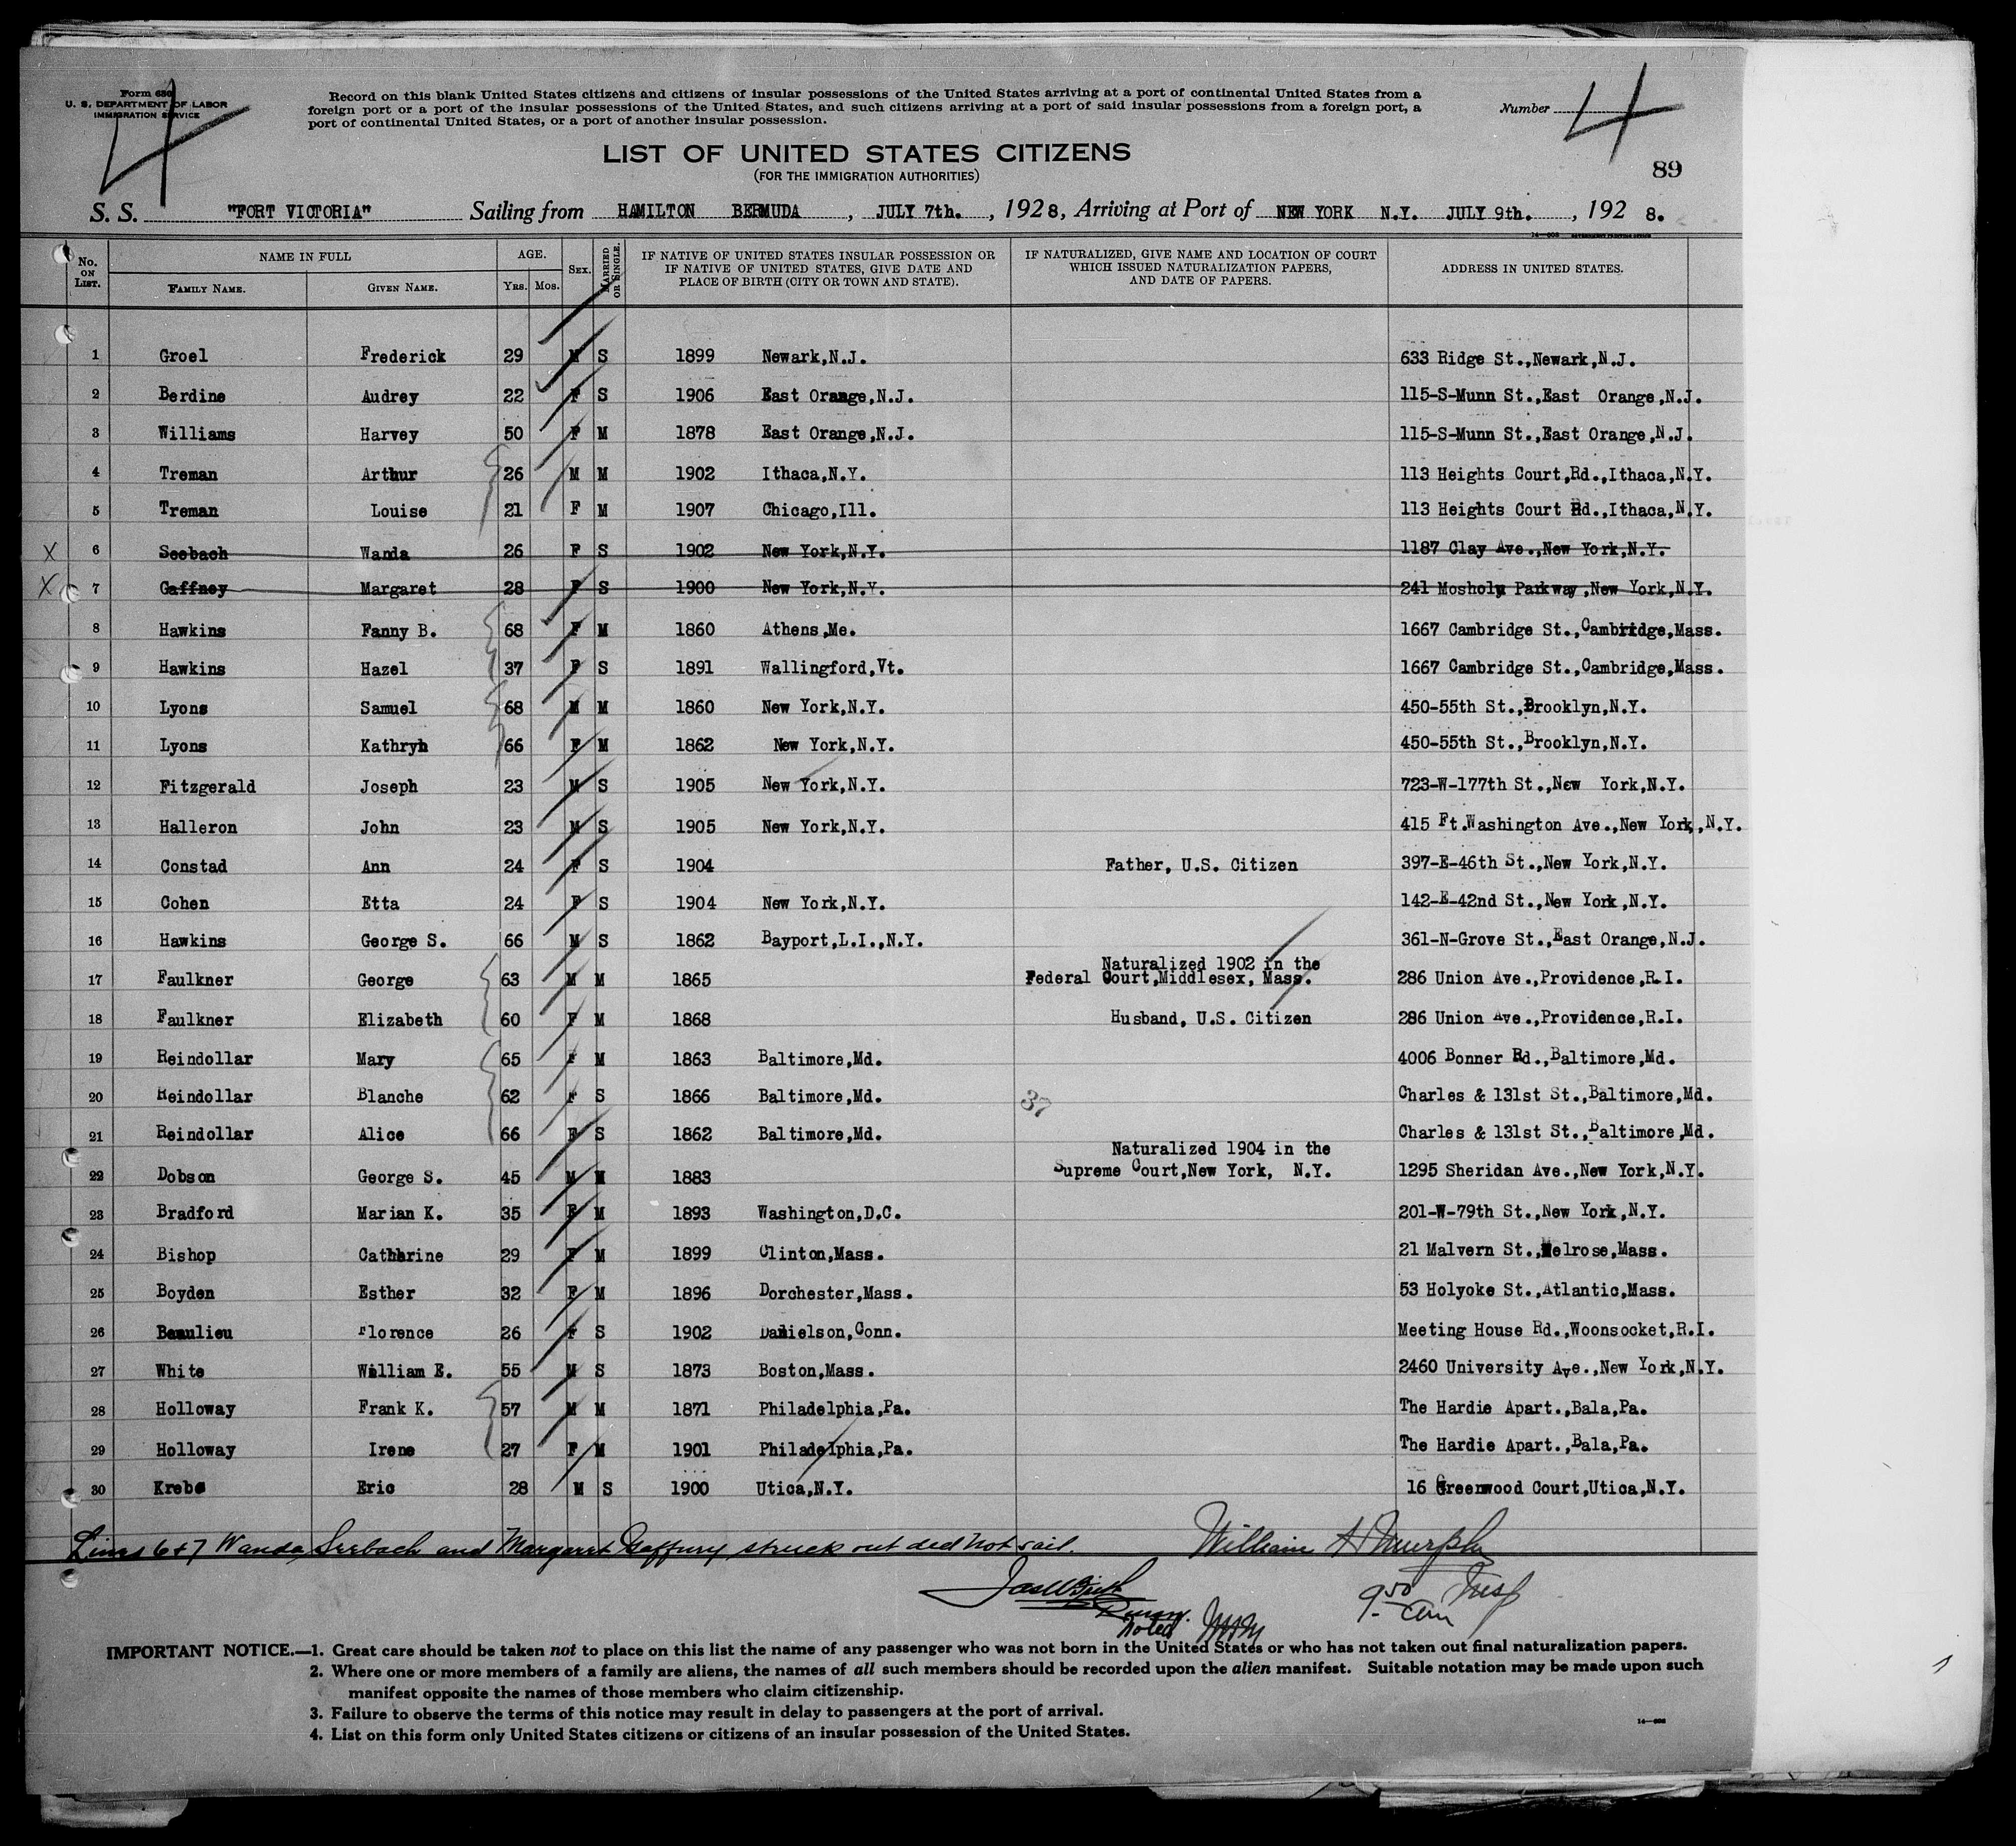 Form 630
U. S. DEPARTMENT OF LABOR
IMMIGRATION SERVICE
4
Record on this blank United States citizens and citizens of insular possessions of the United States arriving at a port of continental United States from a
foreign port or a port of the insular possessions of the United States, and such citizens arriving at a port of said insular possessions from a foreign port, a
port of continental United States, or a port of another insular possession.
Number 4
LIST OF UNITED STATES CITIZENS
(FOR THE IMMIGRATION AUTHORITIES)
89
S. S. "FORT VICTORIA" Sailing from HAMILTON BERMUDA, JULY 7th., 1928, Arriving at Port of NEW YORK N.Y. JULY 9th., 192 8.
No. ON LIST. NAME IN FULL FAMILY NAME. GIVEN NAME. AGE. YRS. MOS. SEX. MARRIED OR SINGLE. IF NATIVE OF UNITED STATES INSULAR POSSESSION OR IF NATIVE OF UNITED STATES, GIVE DATE AND PLACE OF BIRTH (CITY OR TOWN AND STATE). IF NATURALIZED, GIVE NAME AND LOCATION OF COURT WHICH ISSUED NATURALIZATION PAPERS, AND DATE OF PAPERS. ADDRESS IN UNITED STATES.
1 Groel Frederick 29 M S 1899 Newark,N.J. 633 Ridge St.,Newark,N.J.
2 Berdine Audrey 22 F S 1906 East Orange,N.J. 115-S-Munn St.,East Orange,N.J.
3 Williams Harvey 50 F M 1878 East Orange,N.J. 115-S-Munn St.,East Orange,N.J.
4 Treman Arthur 26 M M 1902 Ithaca,N.Y. 113 Heights Court,Rd.,Ithaca,N.Y.
5 Treman Louise 21 F M 1907 Chicago,Ill. 113 Heights Court Rd.,Ithaca,N.Y.
X 6 Seebach Wanda 26 F S 1902 New York,N.Y. 1187 Clay Ave.,New York,N.Y.
X 7 Gaffney Margaret 28 F S 1900 New York,N.Y. 241 Mosholu Parkway,New York,N.Y.
8 Hawkins Fanny B. 68 F M 1860 Athens,Me. 1667 Cambridge St.,Cambridge,Mass.
9 Hawkins Hazel 37 F S 1891 Wallingford,Vt. 1667 Cambridge St.,Cambridge,Mass.
10 Lyons Samuel 68 M M 1860 New York,N.Y. 450-55th St.,Brooklyn,N.Y.
11 Lyons Kathryn 66 F M 1862 New York,N.Y. 450-55th St.,Brooklyn,N.Y.
12 Fitzgerald Joseph 23 M S 1905 New York,N.Y. 723-W-177th St.,New York,N.Y.
13 Halleron John 23 M S 1905 New York,N.Y. 415 Ft.Washington Ave.,New York,N.Y.
14 Constad Ann 24 F S 1904 Father, U.S. Citizen 397-E-46th St.,New York,N.Y.
15 Cohen Etta 24 F S 1904 New York,N.Y. 142-E-42nd St.,New York,N.Y.
16 Hawkins George S. 66 M S 1862 Bayport,L.I.,N.Y. 361-N-Grove St.,East Orange,N.J.
Naturalized 1902 in the
17 Faulkner George 63 M M 1865 Federal Court,Middlesex, Mass. 286 Union Ave.,Providence,R.I.
18 Faulkner Elizabeth 60 F M 1868 Husband, U.S. Citizen 286 Union Ave.,Providence,R.I.
19 Reindollar Mary 65 F M 1863 Baltimore,Md. 4006 Bonner Rd.,Baltimore,Md.
20 Reindollar Blanche 62 F S 1866 Baltimore,Md. 37 Charles & 131st St.,Baltimore,Md.
21 Reindollar Alice 66 F S 1862 Baltimore,Md. Charles & 131st St.,Baltimore,Md.
Naturalized 1904 in the
22 Dobson George S. 45 M M 1883 Supreme Court,New York, N.Y. 1295 Sheridan Ave.,New York,N.Y.
23 Bradford Marian K. 35 F M 1893 Washington,D.C. 201-W-79th St.,New York,N.Y.
24 Bishop Catherine 29 F M 1899 Clinton,Mass. 21 Malvern St.,Melrose,Mass.
25 Boyden Esther 32 F M 1896 Dorchester,Mass. 53 Holyoke St.,Atlantic,Mass.
26 Beaulieu Florence 26 F S 1902 Danielson,Conn. Meeting House Rd.,Woonsocket,R.I.
27 White William E. 55 M S 1873 Boston,Mass. 2460 University Ave.,New York,N.Y.
28 Holloway Frank K. 57 M M 1871 Philadelphia,Pa. The Hardie Apart.,Bala,Pa.
29 Holloway Irene 27 F M 1901 Philadelphia,Pa. The Hardie Apart.,Bala,Pa.
30 Krebs Eric 28 M S 1900 Utica,N.Y. 16 Greenwood Court,Utica,N.Y.
Lines 6+7 Wanda Seebach and Margaret Gaffney struck out did not sail. William H Murphy
9 50 am Insp
Noted
IMPORTANT NOTICE.—1. Great care should be taken not to place on this list the name of any passenger who was not born in the United States or who has not taken out final naturalization papers.
2. Where one or more members of a family are aliens, the names of all such members should be recorded upon the alien manifest. Suitable notation may be made upon such
manifest opposite the names of those members who claim citizenship.
3. Failure to observe the terms of this notice may result in delay to passengers at the port of arrival.
4. List on this form only United States citizens or citizens of an insular possession of the United States.